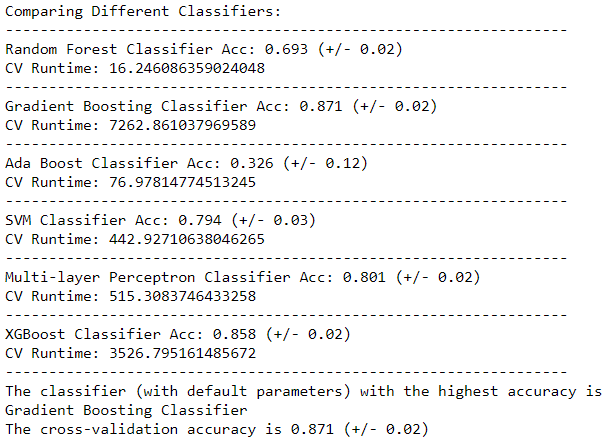 Comparing Different Classifiers:
-----------------------------------------------------------------
Random Forest Classifier Acc: 0.693 (+/- 0.02)
CV Runtime: 16.246086359024048
-----------------------------------------------------------------
Gradient Boosting Classifier Acc: 0.871 (+/- 0.02)
CV Runtime: 7262.861037969589
-----------------------------------------------------------------
Ada Boost Classifier Acc: 0.326 (+/- 0.12)
CV Runtime: 76.97814774513245
-----------------------------------------------------------------
SVM Classifier Acc: 0.794 (+/- 0.03)
CV Runtime: 442.92710638046265
-----------------------------------------------------------------
Multi-layer Perceptron Classifier Acc: 0.801 (+/- 0.02)
CV Runtime: 515.3083746433258
-----------------------------------------------------------------
XGBoost Classifier Acc: 0.858 (+/- 0.02)
CV Runtime: 3526.795161485672
-----------------------------------------------------------------
The classifier (with default parameters) with the highest accuracy is
Gradient Boosting Classifier
The cross-validation accuracy is 0.871 (+/- 0.02)